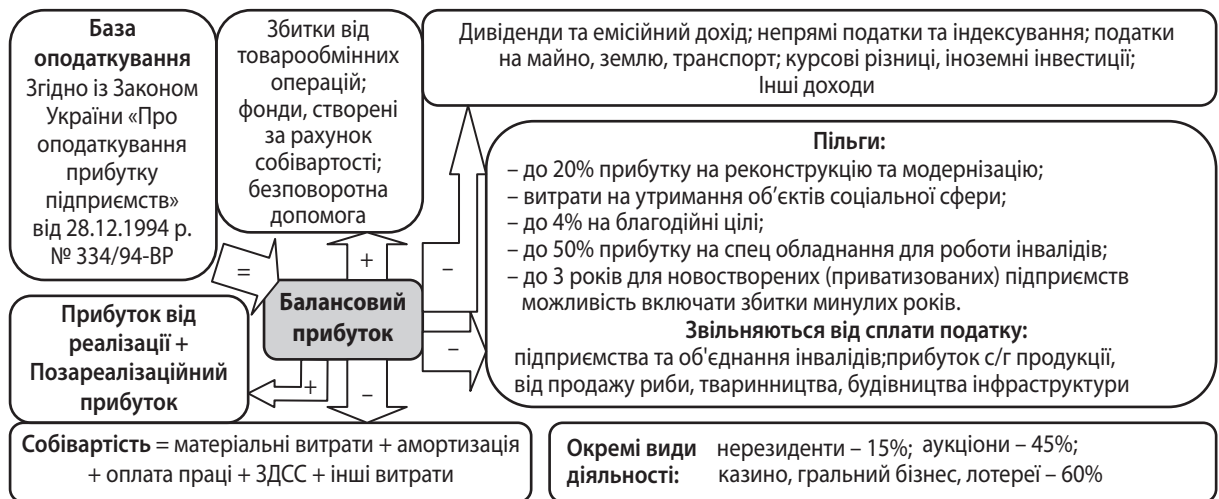 База
оподаткування
Згідно із Законом
України «Про
оподаткування
прибутку
підприємств»
від 28.12.1994 р.
№ 334/94-ВР
Збитки від
товарообмінних
операцій;
фонди, створені
за рахунок
собівартості;
безповоротна
допомога
Дивіденди та емісійний дохід; непрямі податки та індексування; податки
на майно, землю, транспорт; курсові різниці, іноземні інвестиції;
Інші доходи
Пільги:
– до 20% прибутку на реконструкцію та модернізацію;
– витрати на утримання об’єктів соціальної сфери;
– до 4% на благодійні цілі;
– до 50% прибутку на спец обладнання для роботи інвалідів;
– до 3 років для новостворених (приватизованих) підприємств
можливість включати збитки минулих років.
Звільняються від сплати податку:
підприємства та об'єднання інвалідів;прибуток с/г продукції,
від продажу риби, тваринництва, будівництва інфраструктури
=
+
–
Балансовий
прибуток
–
+
–
Прибуток від
реалізації +
Позареалізаційний
прибуток
Собівартість = матеріальні витрати + амортизація
+ оплата праці + ЗДСС + інші витрати
Окремі види діяльності:
нерезиденти – 15%; аукціони – 45%;
казино, гральний бізнес, лотереї – 60%